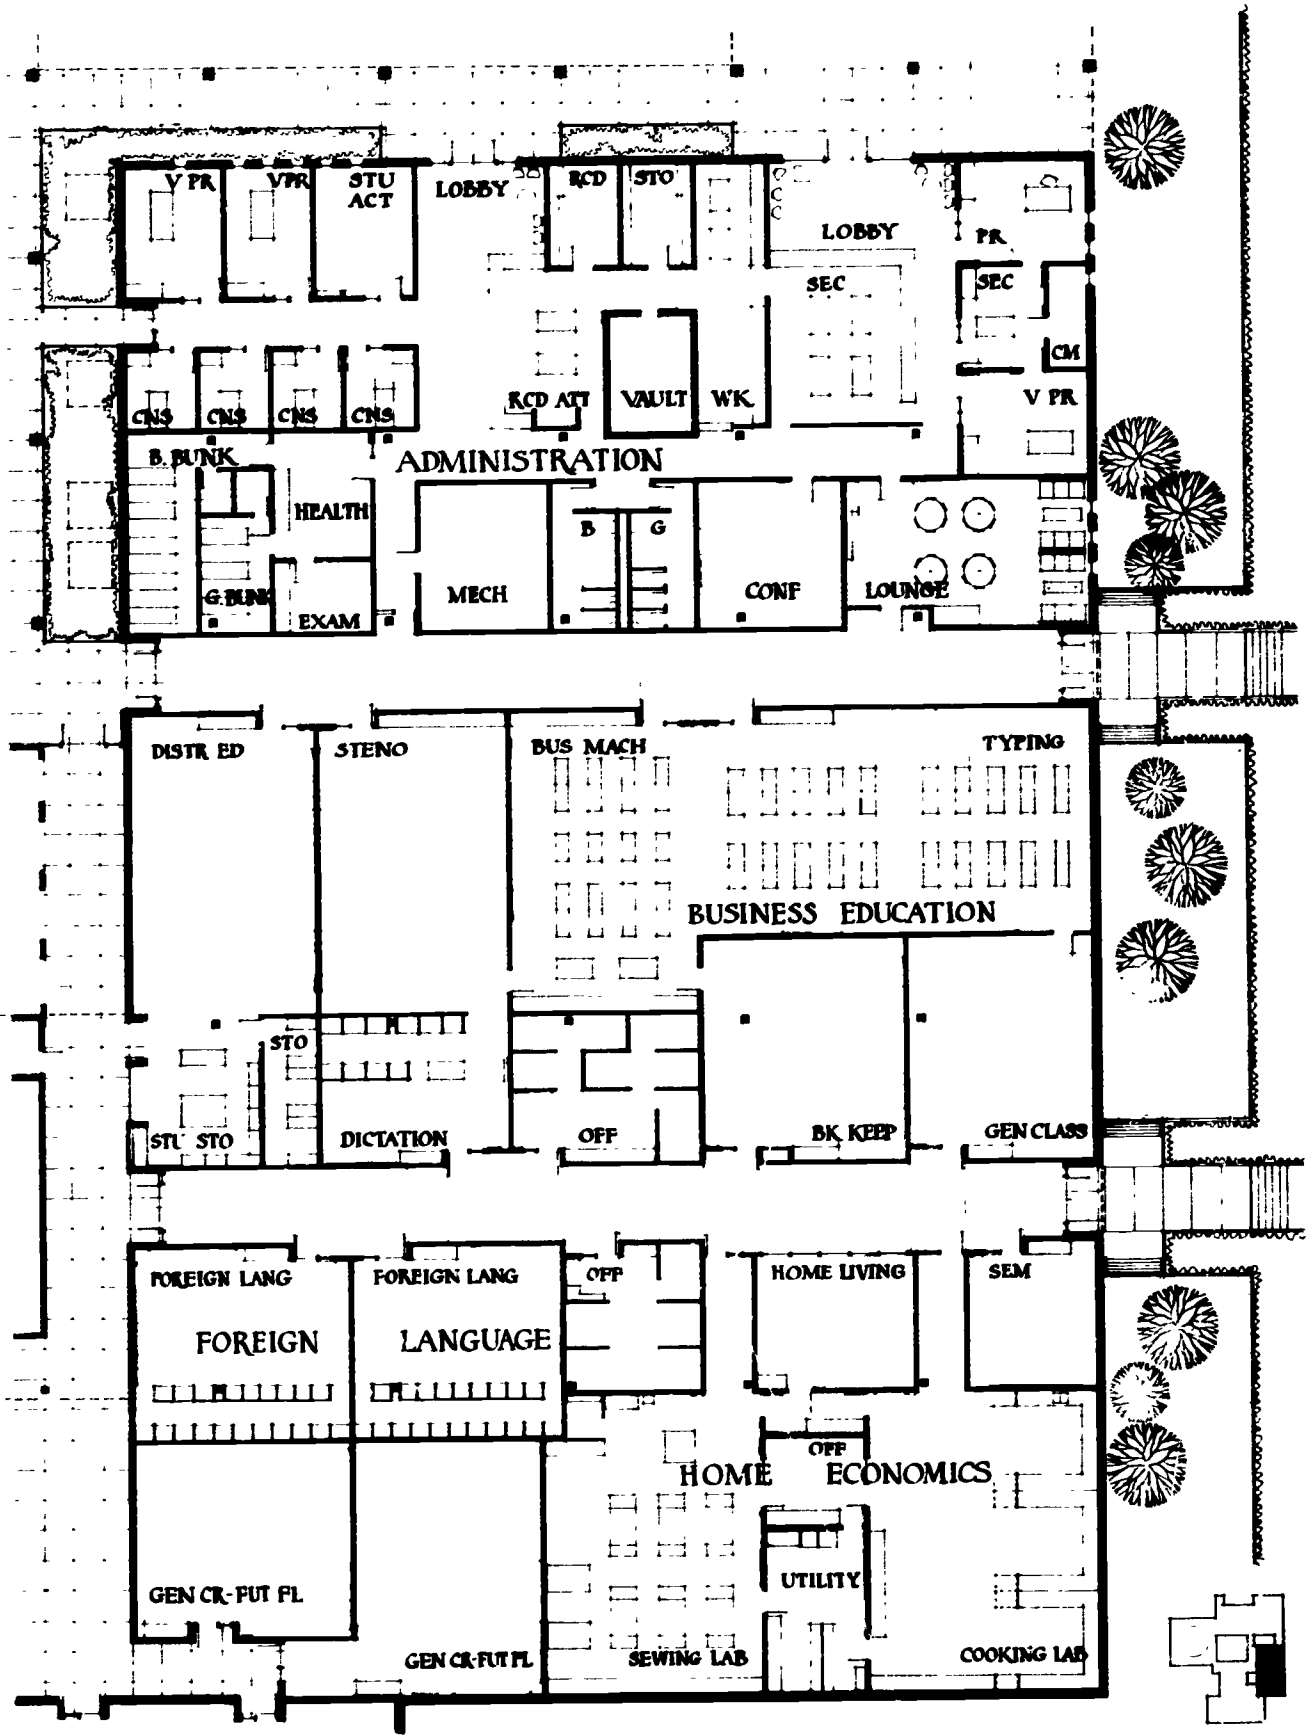 V PR
VPR
STU
ACT
LOBBY
RCD
STO
LOBBY
PR
SEC
SEC
CM
RCD ATT
VAULT
WK
V PR
CNS
CNS
CNS
CNS
B. BUNK
ADMINISTRATION
HEALTH
B
G
G. BUNK
EXAM
MECH
CONF
LOUNGE
DISTR ED
STENO
BUS MACH
TYPING
BUSINESS EDUCATION
STO
STU STO
DICTATION
OFF
BK KEEP
GEN CLASS
FOREIGN LANG
FOREIGN LANG
OFF
HOME LIVING
SEM
FOREIGN LANGUAGE
OFF
HOME ECONOMICS
GEN CR-FUT FL
UTILITY
GEN CR-FUT FL
SEWING LAB
COOKING LAB